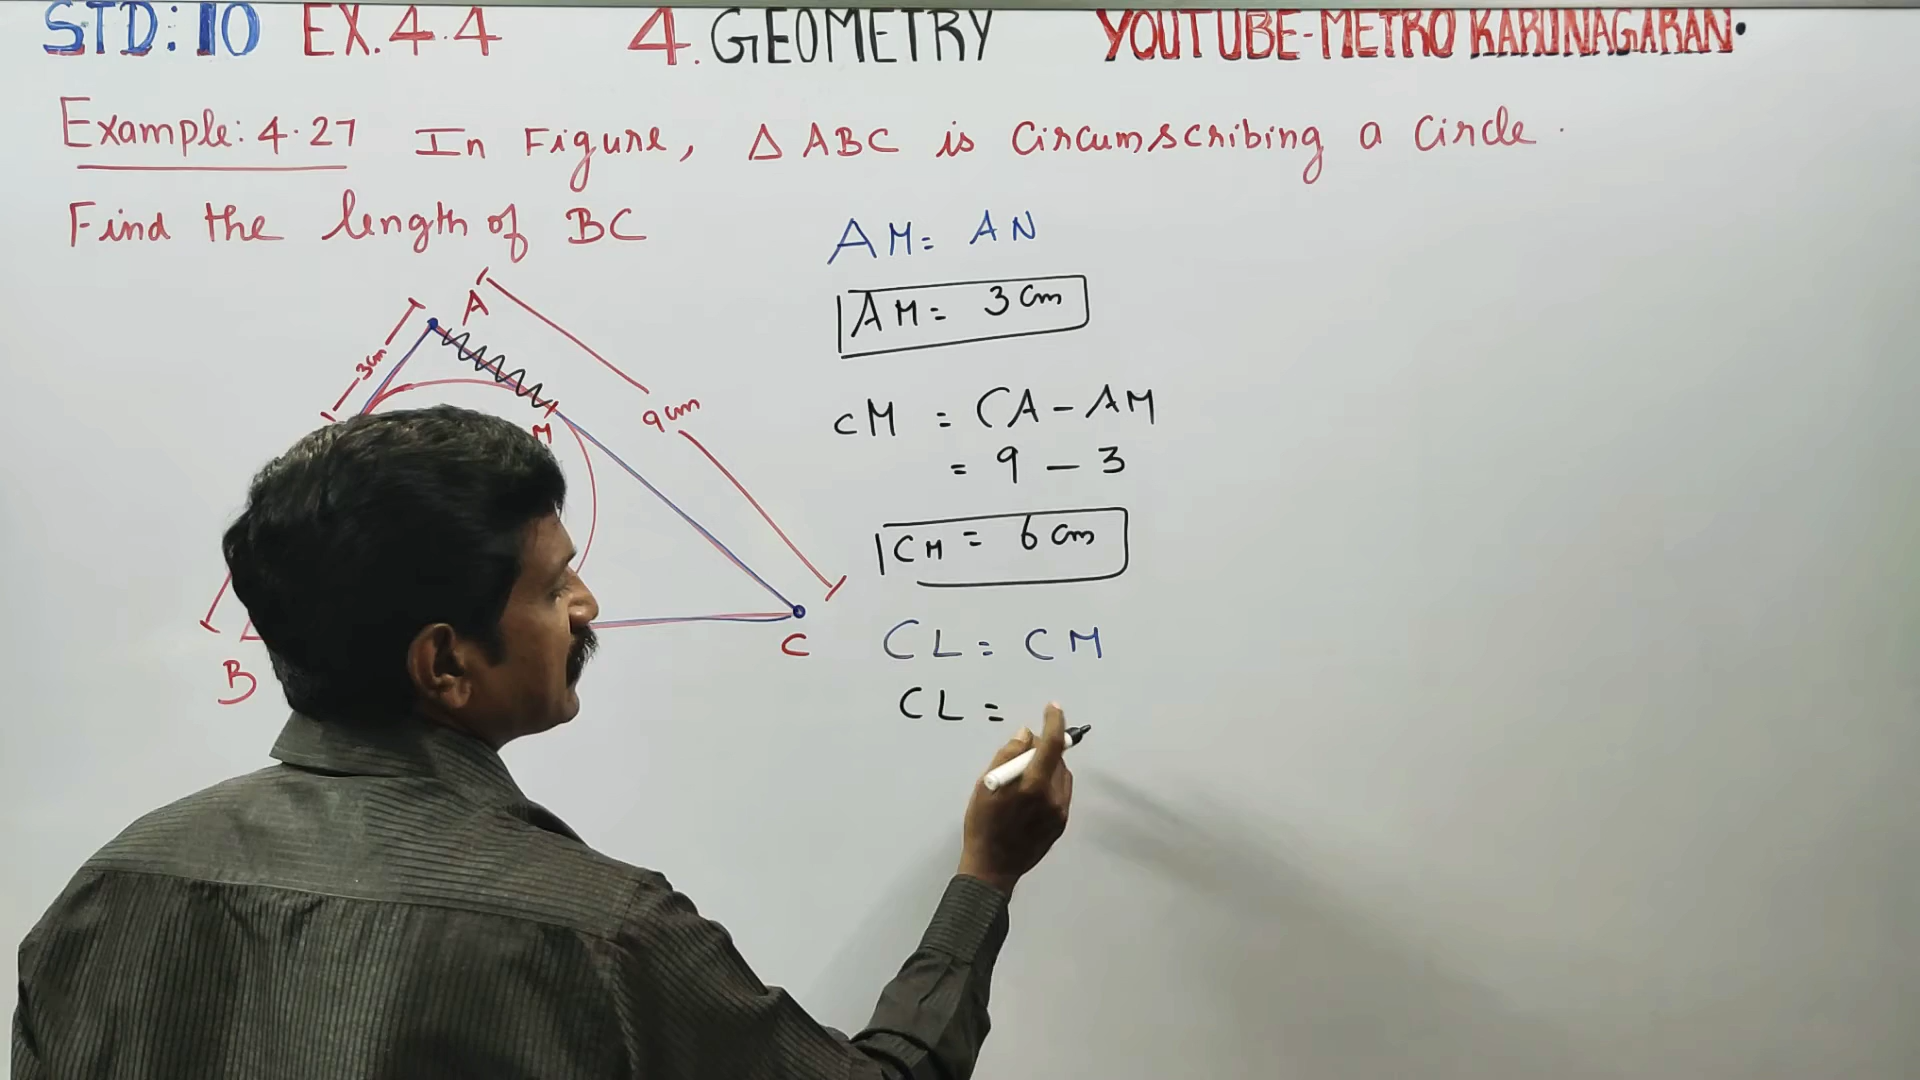 STD: 10 EX. 4.4 4. GEOMETRY YOUTUBE-METRO KARUNAGARAN.
Example: 4.27 In Figure, Δ ABC is Circumscribing a Circle.
Find the length of BC
AM = AN
AM = 3 cm
CM = CA - AM
= 9 - 3
CM = 6 cm
CL = CM
CL =
A
3cm
9 cm
M
B
C